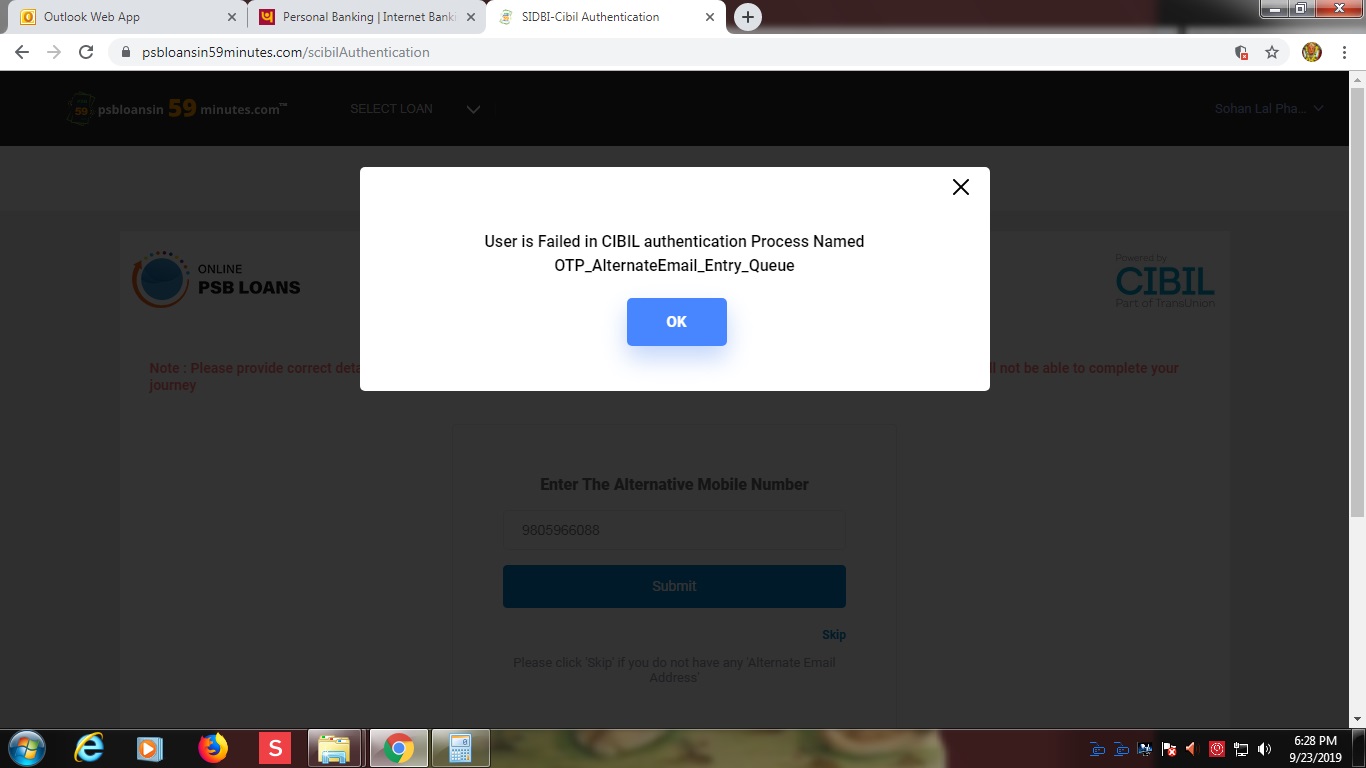 Outlook Web App
Personal Banking | Internet Banki
SIDBI-Cibil Authentication
psbloansin59minutes.com/scibilAuthentication
psbloansin 59 minutes.com™
SELECT LOAN
Sohan Lal Pha...
User is Failed in CIBIL authentication Process Named
OTP_AlternateEmail_Entry_Queue
OK
ONLINE
PSB LOANS
Powered by
CIBIL
Part of TransUnion
Note : Please provide correct deta
ll not be able to complete your
journey
Enter The Alternative Mobile Number
9805966088
Submit
Skip
Please click 'Skip' if you do not have any 'Alternate Email
Address'
S
6:28 PM
9/23/2019